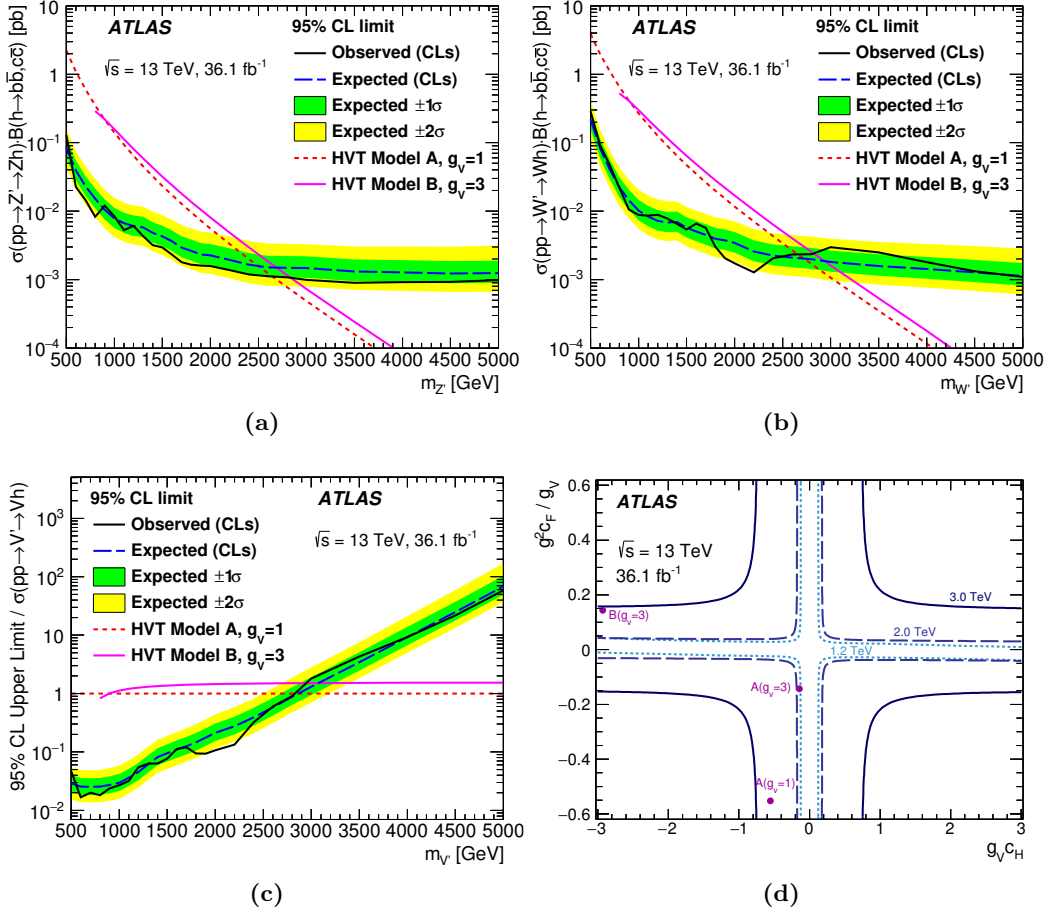 σ(pp→Z'→Zh)·B(h→bb̅,cc̅) [pb]
10
1
10⁻¹
10⁻²
10⁻³
10⁻⁴
ATLAS
√s = 13 TeV, 36.1 fb⁻¹
95% CL limit
Observed (CLs)
Expected (CLs)
Expected ±1σ
Expected ±2σ
HVT Model A, g_V=1
HVT Model B, g_V=3
500 1000 1500 2000 2500 3000 3500 4000 4500 5000
m_Z' [GeV]
(a)
σ(pp→W'→Wh)·B(h→bb̅,cc̅) [pb]
10
1
10⁻¹
10⁻²
10⁻³
10⁻⁴
ATLAS
√s = 13 TeV, 36.1 fb⁻¹
95% CL limit
Observed (CLs)
Expected (CLs)
Expected ±1σ
Expected ±2σ
HVT Model A, g_V=1
HVT Model B, g_V=3
500 1000 1500 2000 2500 3000 3500 4000 4500 5000
m_W' [GeV]
(b)
95% CL Upper Limit / σ(pp→V'→Vh)
10³
10²
10
1
10⁻¹
10⁻²
95% CL limit
Observed (CLs)
Expected (CLs)
Expected ±1σ
Expected ±2σ
HVT Model A, g_V=1
HVT Model B, g_V=3
ATLAS
√s = 13 TeV, 36.1 fb⁻¹
500 1000 1500 2000 2500 3000 3500 4000 4500 5000
m_V' [GeV]
(c)
g²c_F / g_V
0.6
0.4
0.2
0
−0.2
−0.4
−0.6
ATLAS
√s = 13 TeV
36.1 fb⁻¹
3.0 TeV
B(g_V=3)
2.0 TeV
1.2 TeV
A(g_V=3)
A(g_V=1)
−3 −2 −1 0 1 2 3
g_V c_H
(d)